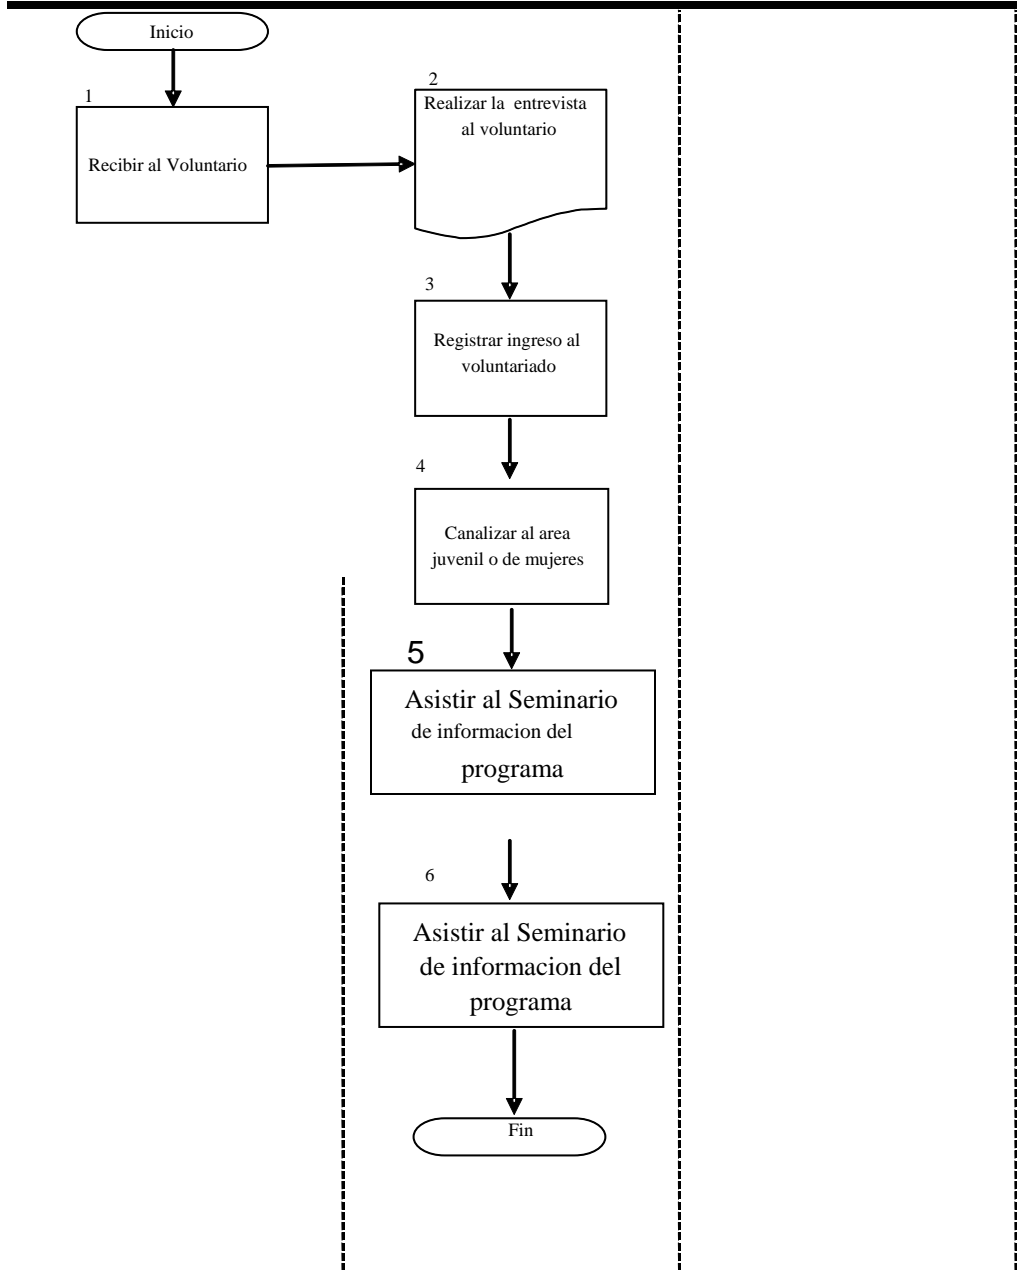 Inicio
1
Recibir al Voluntario
2
Realizar la entrevista
al voluntario
3
Registrar ingreso al
voluntariado
4
Canalizar al area
juvenil o de mujeres
5
Asistir al Seminario
de informacion del
programa
6
Asistir al Seminario
de informacion del
programa
Fin